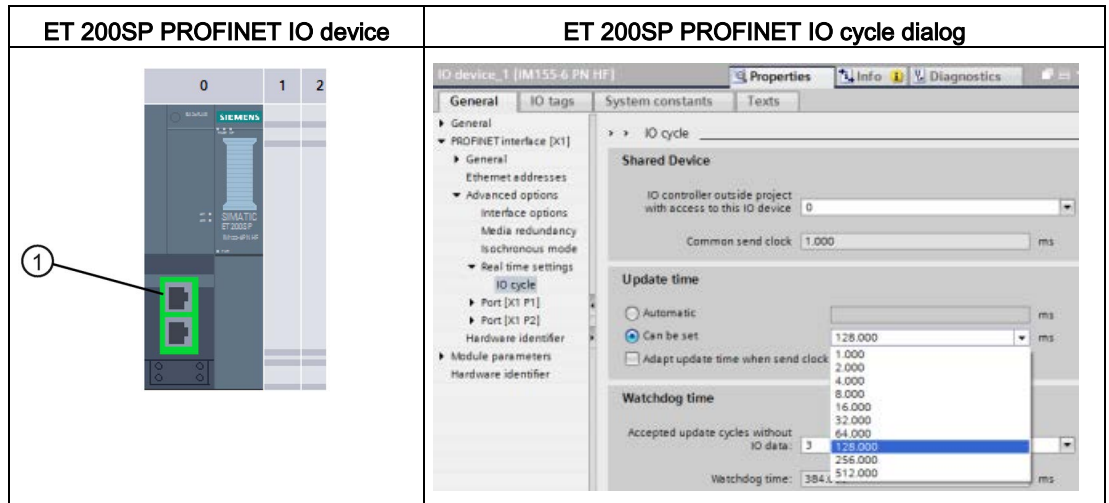 ET 200SP PROFINET IO device
ET 200SP PROFINET IO cycle dialog
0 1 2
SIEMENS
SIMATIC
ET 200SP
1
IO device_1 [IM155-6 PN HF]
Properties Info Diagnostics
General IO tags System constants Texts
General
PROFINET interface [X1]
General
Ethernet addresses
Advanced options
Interface options
Media redundancy
Isochronous mode
Real time settings
IO cycle
Port [X1 P1]
Port [X1 P2]
Hardware identifier
Module parameters
Hardware identifier
> > IO cycle
Shared Device
IO controller outside project
with access to this IO device 0
Common send clock 1.000 ms
Update time
Automatic ms
Can be set 128.000 ms
Adapt update time when send clock
1.000
2.000
4.000
8.000
16.000
32.000
64.000
128.000
256.000
512.000
Watchdog time
Accepted update cycles without
IO data: 3
Watchdog time: 384. ms